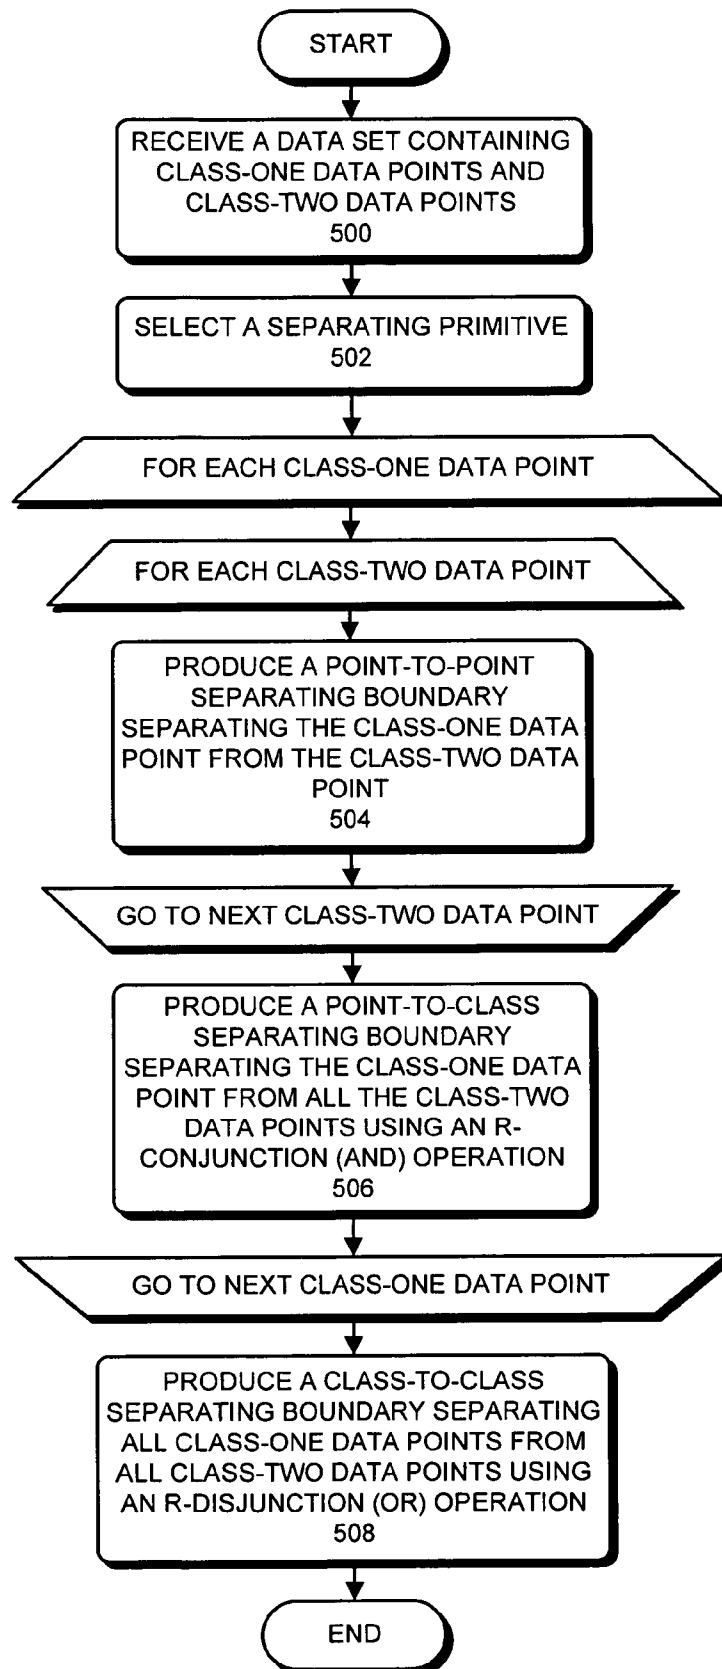 START
RECEIVE A DATA SET CONTAINING
CLASS-ONE DATA POINTS AND
CLASS-TWO DATA POINTS
500
SELECT A SEPARATING PRIMITIVE
502
FOR EACH CLASS-ONE DATA POINT
FOR EACH CLASS-TWO DATA POINT
PRODUCE A POINT-TO-POINT
SEPARATING BOUNDARY
SEPARATING THE CLASS-ONE DATA
POINT FROM THE CLASS-TWO DATA
POINT
504
GO TO NEXT CLASS-TWO DATA POINT
PRODUCE A POINT-TO-CLASS
SEPARATING BOUNDARY
SEPARATING THE CLASS-ONE DATA
POINT FROM ALL THE CLASS-TWO
DATA POINTS USING AN R-
CONJUNCTION (AND) OPERATION
506
GO TO NEXT CLASS-ONE DATA POINT
PRODUCE A CLASS-TO-CLASS
SEPARATING BOUNDARY SEPARATING
ALL CLASS-ONE DATA POINTS FROM
ALL CLASS-TWO DATA POINTS USING
AN R-DISJUNCTION (OR) OPERATION
508
END